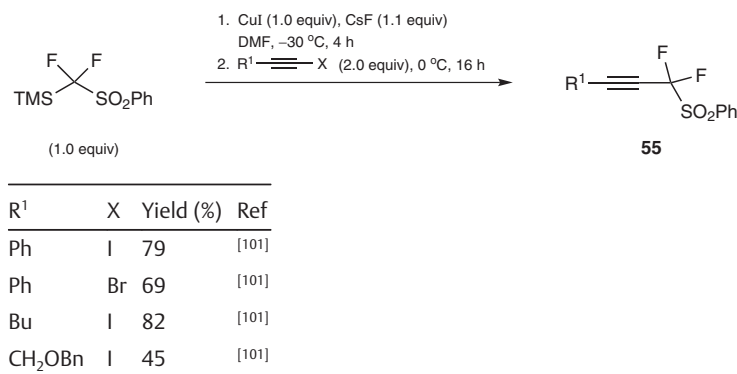 1. CuI (1.0 equiv), CsF (1.1 equiv)
DMF, −30 °C, 4 h
2. R¹ X (2.0 equiv), 0 °C, 16 h
F F
TMS SO₂Ph
(1.0 equiv)
F
R¹ F
SO₂Ph
55
R¹ X Yield (%) Ref
Ph I 79 [101]
Ph Br 69 [101]
Bu I 82 [101]
CH₂OBn I 45 [101]